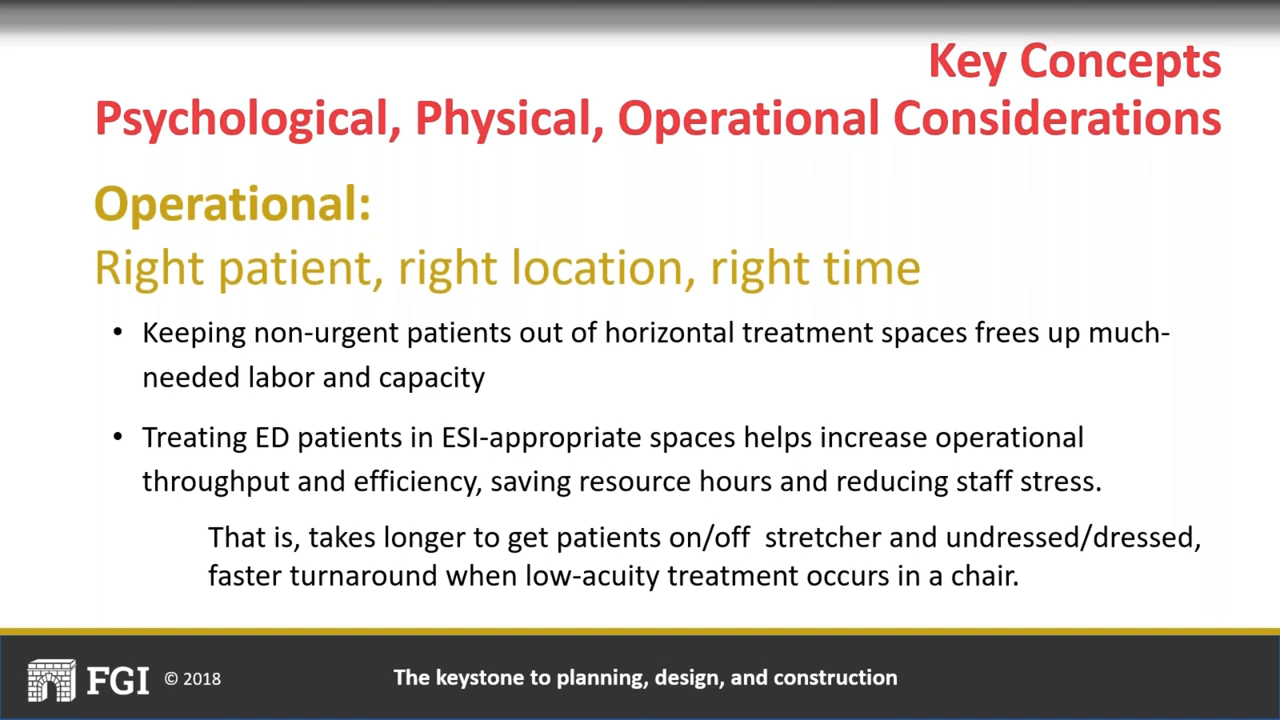 Key Concepts
Psychological, Physical, Operational Considerations
Operational:
Right patient, right location, right time
• Keeping non-urgent patients out of horizontal treatment spaces frees up much-
needed labor and capacity
• Treating ED patients in ESI-appropriate spaces helps increase operational
throughput and efficiency, saving resource hours and reducing staff stress.
That is, takes longer to get patients on/off  stretcher and undressed/dressed,
faster turnaround when low-acuity treatment occurs in a chair.
FGI © 2018 The keystone to planning, design, and construction